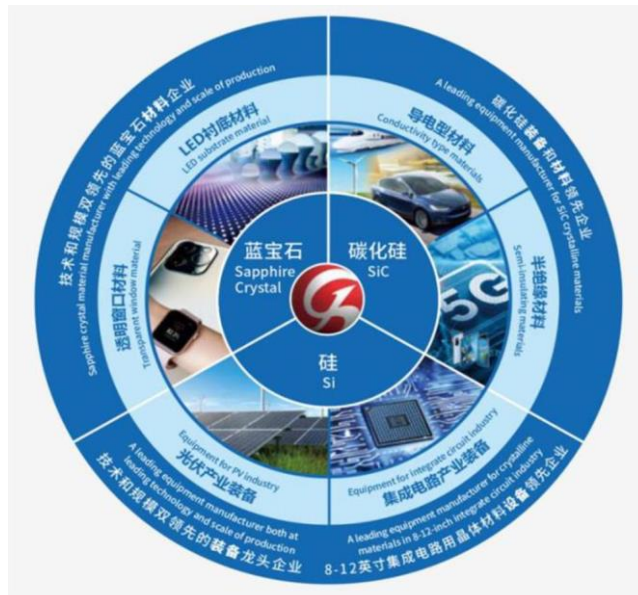 技术和规模双领先的蓝宝石材料企业
Sapphire crystal material manufacturer with leading technology and scale of production
碳化硅装备和材料领先企业
A leading equipment manufacturer for SiC crystalline materials
LED衬底材料
LED substrate material
导电型材料
Conductivity type materials
透明窗口材料
Transparent window material
半绝缘材料
Semi-insulating materials
蓝宝石
Sapphire
Crystal
碳化硅
SiC
5G
硅
Si
Equipment for PV industry
光伏产业装备
Equipment for integrate circuit industry
集成电路产业装备
A leading equipment manufacturer both at
leading technology and scale of production
技术和规模双领先的装备龙头企业
A leading equipment manufacturer for crystalline
materials in 8-12-inch integrate circuit industry
8-12英寸集成电路用晶体材料设备领先企业